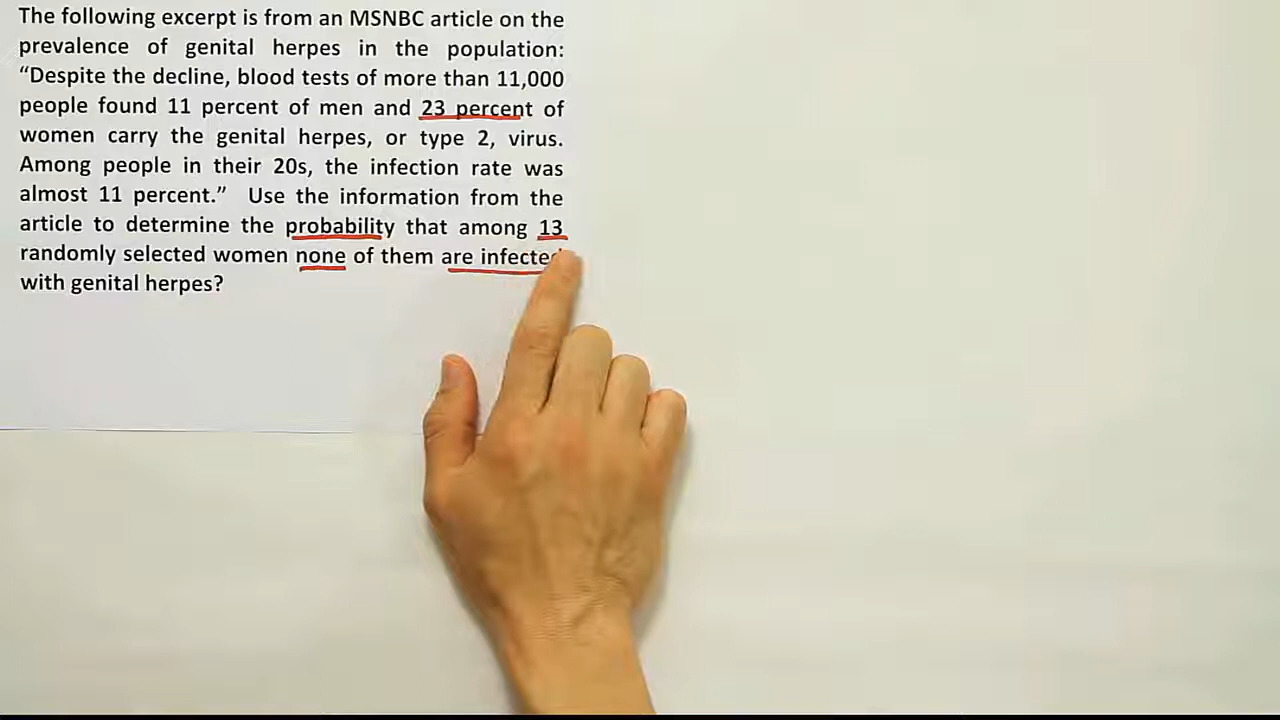 The following excerpt is from an MSNBC article on the
prevalence of genital herpes in the population:
“Despite the decline, blood tests of more than 11,000
people found 11 percent of men and 23 percent of
women carry the genital herpes, or type 2, virus.
Among people in their 20s, the infection rate was
almost 11 percent.” Use the information from the
article to determine the probability that among 13
randomly selected women none of them are infected
with genital herpes?